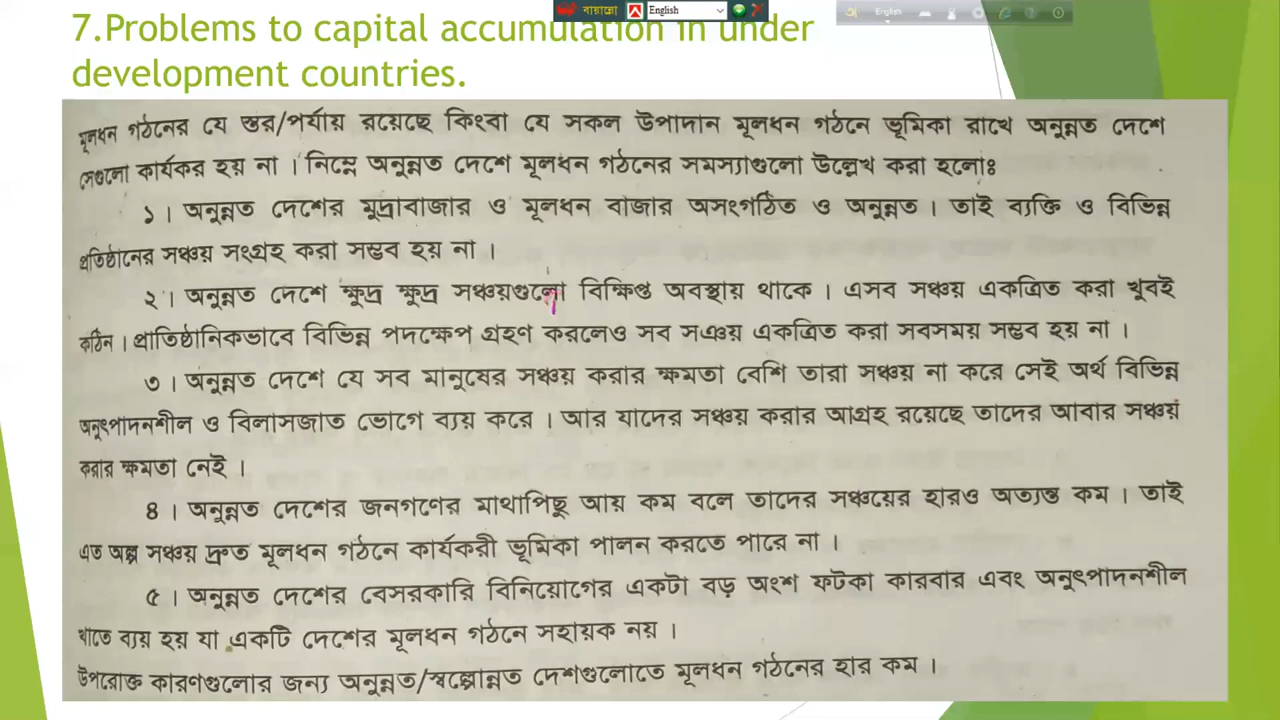 বায়ান্নো English English
7.Problems to capital accumulation in under
development countries.
মূলধন গঠনের যে স্তর/পর্যায় রয়েছে কিংবা যে সকল উপাদান মূলধন গঠনে ভূমিকা রাখে অনুন্নত দেশে
সেগুলো কার্যকর হয় না। নিম্নে অনুন্নত দেশে মূলধন গঠনের সমস্যাগুলো উল্লেখ করা হলোঃ
১। অনুন্নত দেশের মুদ্রাবাজার ও মূলধন বাজার অসংগঠিত ও অনুন্নত। তাই ব্যক্তি ও বিভিন্ন
প্রতিষ্ঠানের সঞ্চয় সংগ্রহ করা সম্ভব হয় না।
২। অনুন্নত দেশে ক্ষুদ্র ক্ষুদ্র সঞ্চয়গুলো বিক্ষিপ্ত অবস্থায় থাকে। এসব সঞ্চয় একত্রিত করা খুবই
কঠিন। প্রাতিষ্ঠানিকভাবে বিভিন্ন পদক্ষেপ গ্রহণ করলেও সব সঞ্চয় একত্রিত করা সবসময় সম্ভব হয় না।
৩। অনুন্নত দেশে যে সব মানুষের সঞ্চয় করার ক্ষমতা বেশি তারা সঞ্চয় না করে সেই অর্থ বিভিন্ন
অনুৎপাদনশীল ও বিলাসজাত ভোগে ব্যয় করে। আর যাদের সঞ্চয় করার আগ্রহ রয়েছে তাদের আবার সঞ্চয়
করার ক্ষমতা নেই।
৪। অনুন্নত দেশের জনগণের মাথাপিছু আয় কম বলে তাদের সঞ্চয়ের হারও অত্যন্ত কম। তাই
এত অল্প সঞ্চয় দ্রুত মূলধন গঠনে কার্যকরী ভূমিকা পালন করতে পারে না।
৫। অনুন্নত দেশের বেসরকারি বিনিয়োগের একটা বড় অংশ ফটকা কারবার এবং অনুৎপাদনশীল
খাতে ব্যয় হয় যা একটি দেশের মূলধন গঠনে সহায়ক নয়।
উপরোক্ত কারণগুলোর জন্য অনুন্নত/স্বল্পোন্নত দেশগুলোতে মূলধন গঠনের হার কম।